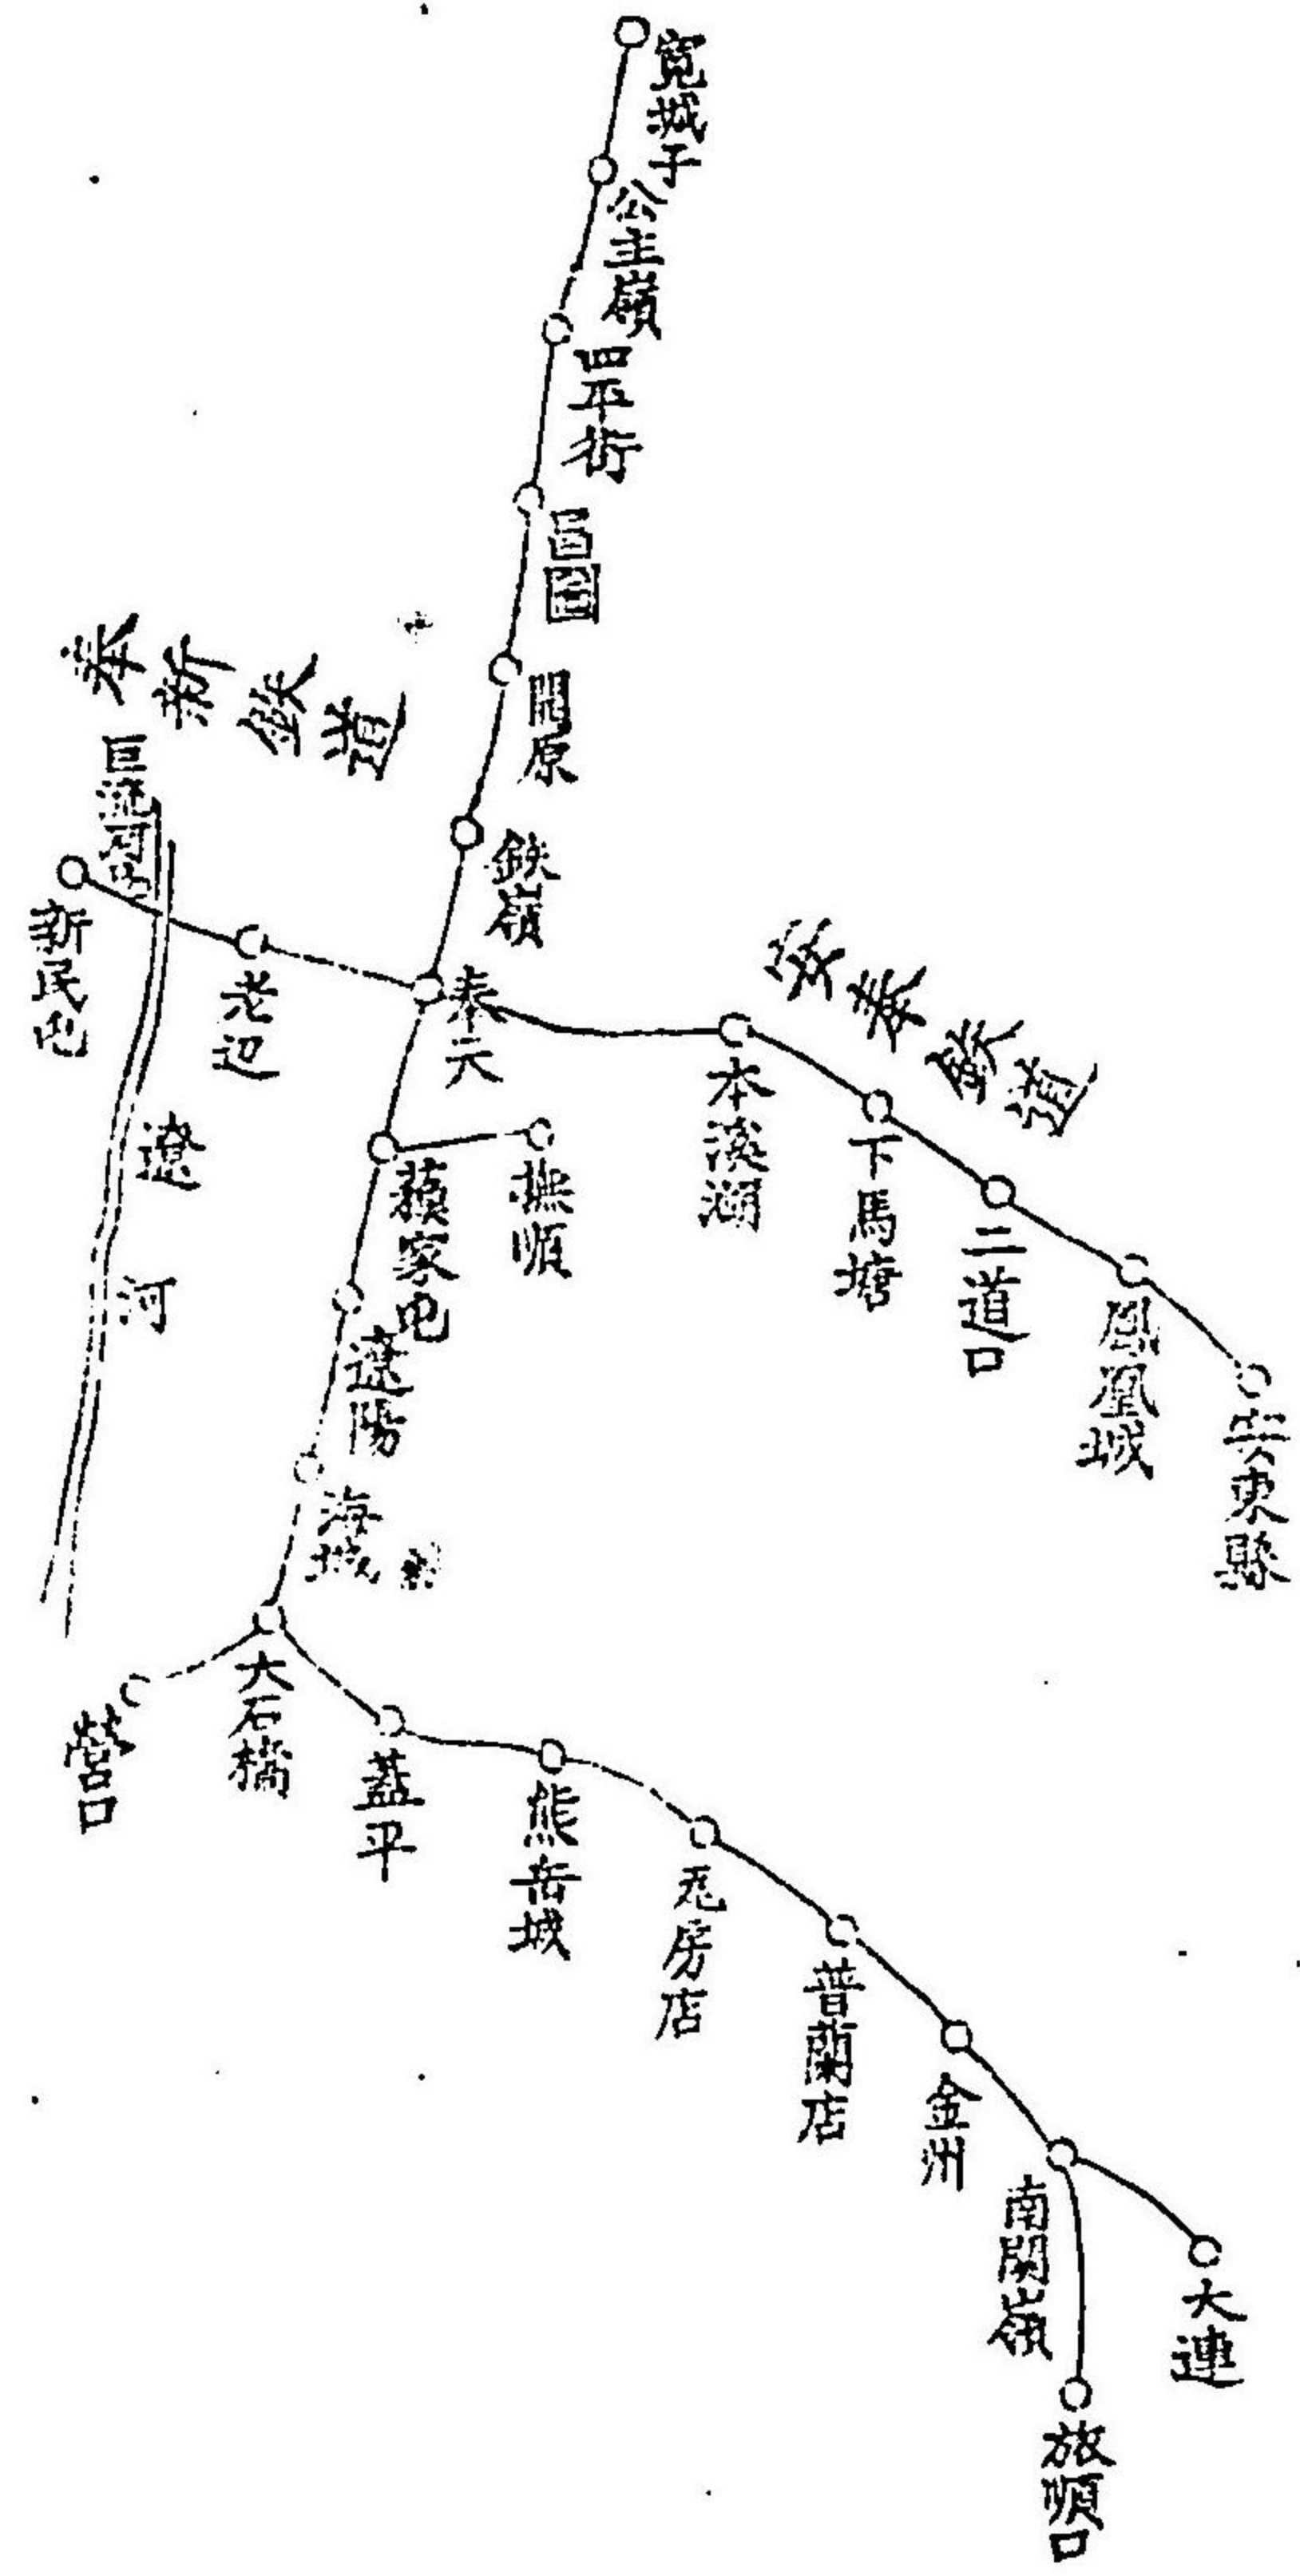 寛城子
公主嶺
四平街
昌圖
開原
鉄嶺
奉天
奉新鉄道
巨流河
新民屯
老辺
遼河
安奉鉄道
本溪湖
下馬塘
二道口
鳳凰城
安東縣
蘇家屯
撫順
遼陽
海城
大石橋
營口
蓋平
熊岳城
瓦房店
普蘭店
金州
南関嶺
大連
旅順口